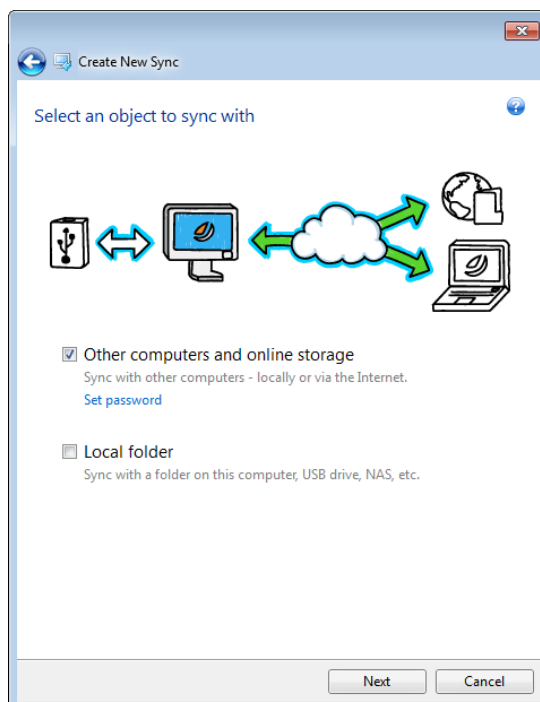 Create New Sync
Select an object to sync with
Other computers and online storage
Sync with other computers - locally or via the Internet.
Set password
Local folder
Sync with a folder on this computer, USB drive, NAS, etc.
Next
Cancel